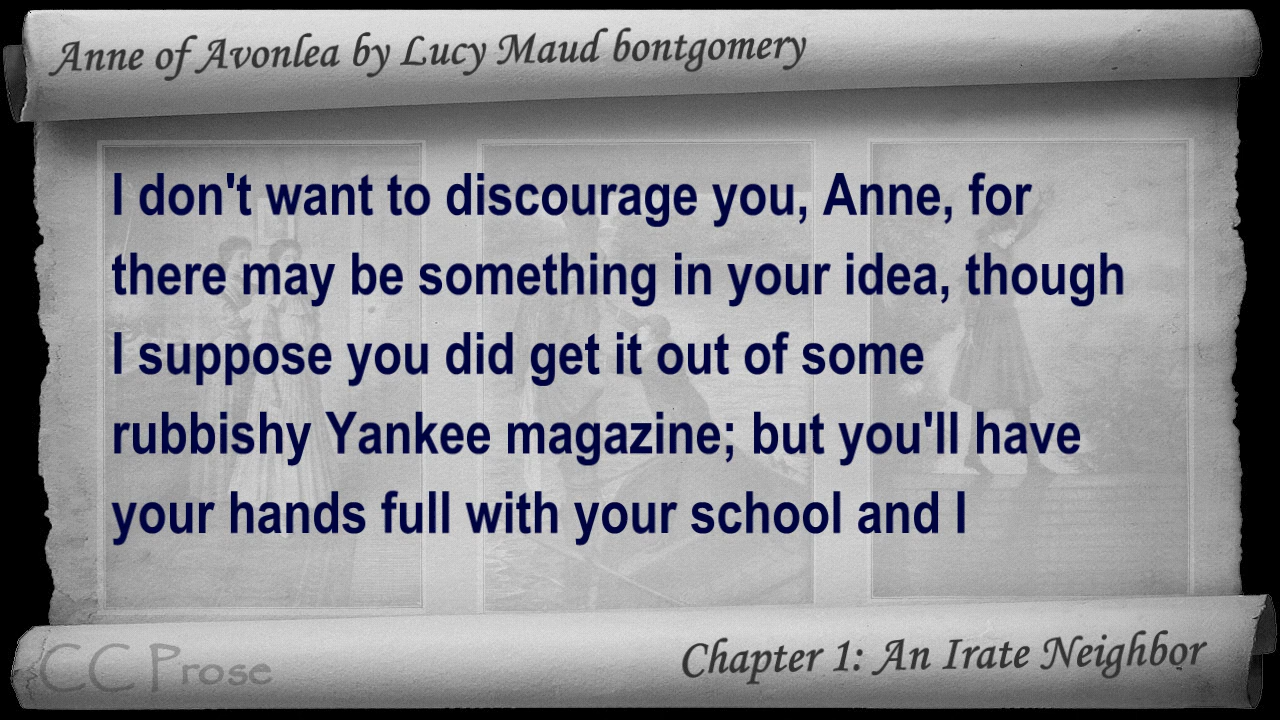 Anne of Avonlea by Lucy Maud bontgomery
I don't want to discourage you, Anne, for
there may be something in your idea, though
I suppose you did get it out of some
rubbishy Yankee magazine; but you'll have
your hands full with your school and I
CC Prose
Chapter 1: An Irate Neighbor